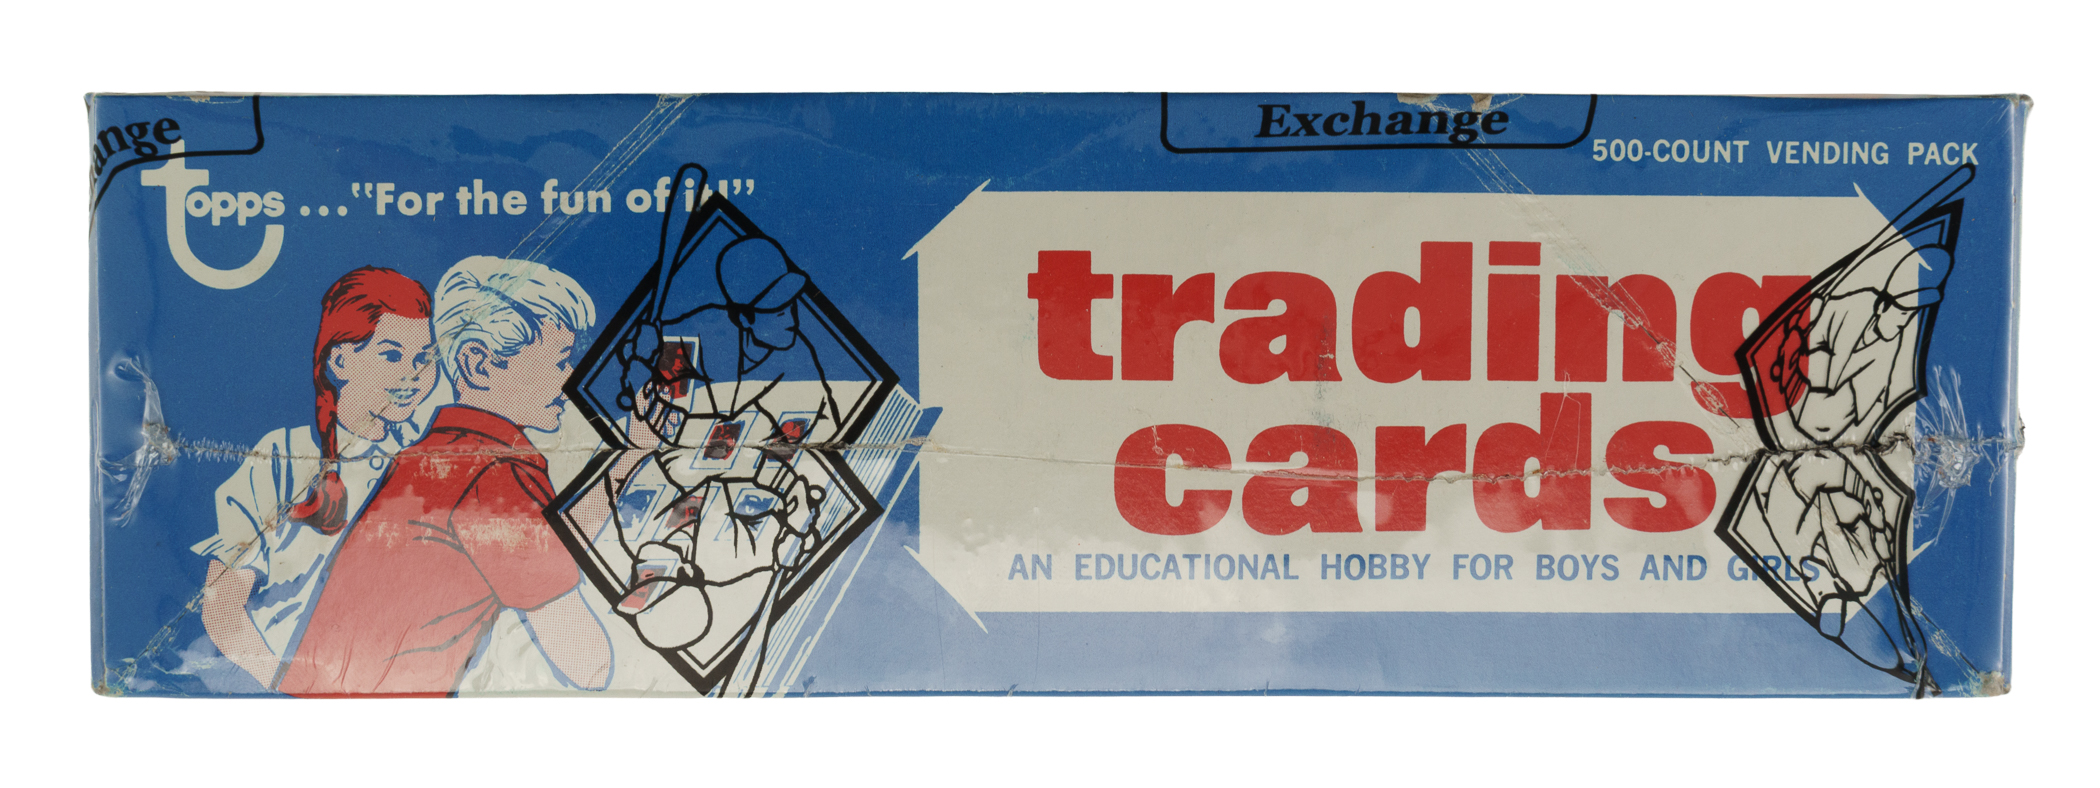 ange
Exchange
500-COUNT VENDING PACK
topps ... "For the fun of it!"
trading
cards
AN EDUCATIONAL HOBBY FOR BOYS AND GIRLS